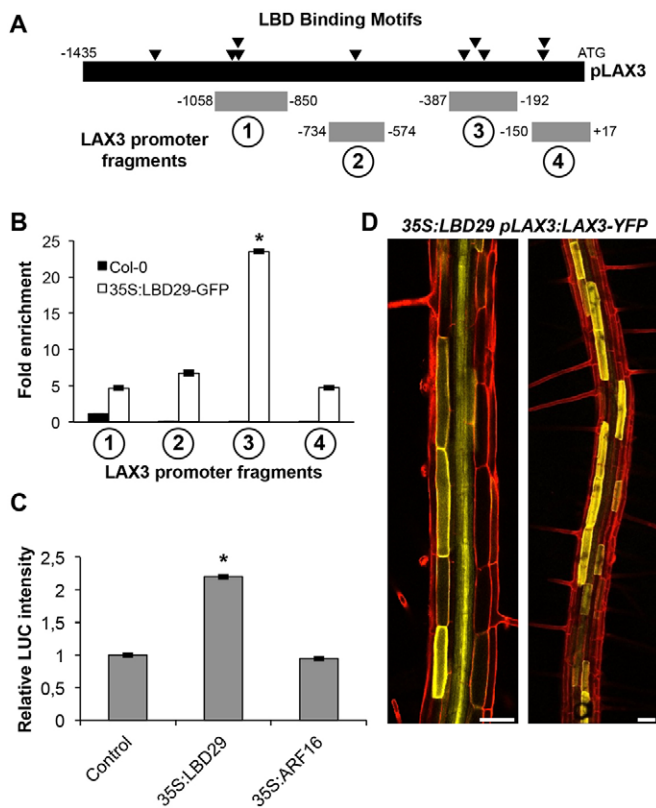 A
LBD Binding Motifs
-1435
ATG
pLAX3
-1058
-850
-387
-192
1
-734
-574
3
-150
+17
LAX3 promoter
fragments
2
4
B
25
20
15
10
5
0
Fold enrichment
Col-0
35S:LBD29-GFP
*
1
2
3
4
LAX3 promoter fragments
C
2,5
2
1,5
1
0,5
0
Relative LUC intensity
*
Control
35S:LBD29
35S:ARF16
D
35S:LBD29 pLAX3:LAX3-YFP